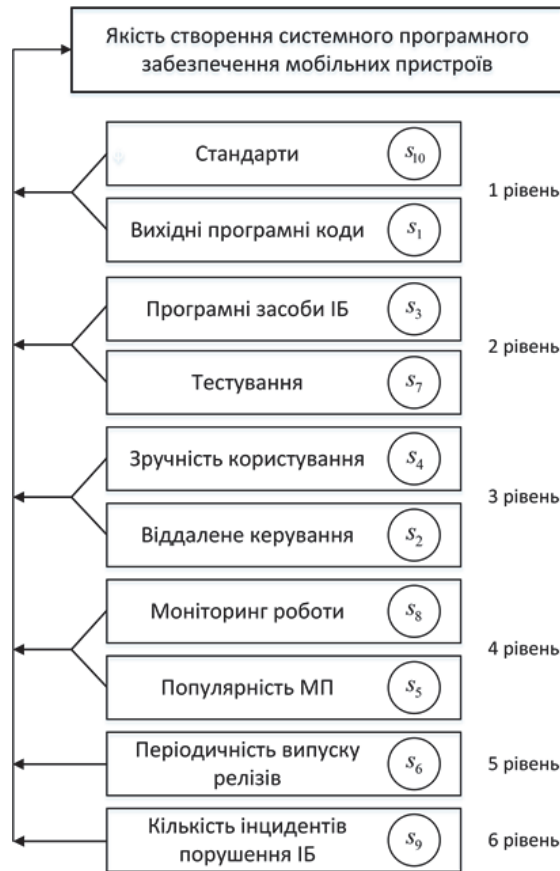 Якість створення системного програмного
забезпечення мобільних пристроїв
Стандарти s10
1 рівень
Вихідні програмні коди s1
Програмні засоби ІБ s3
2 рівень
Тестування s7
Зручність користування s4
3 рівень
Віддалене керування s2
Моніторинг роботи s8
4 рівень
Популярність МП s5
Періодичність випуску
релізів
s6
5 рівень
Кількість інцидентів
порушення ІБ
s9
6 рівень